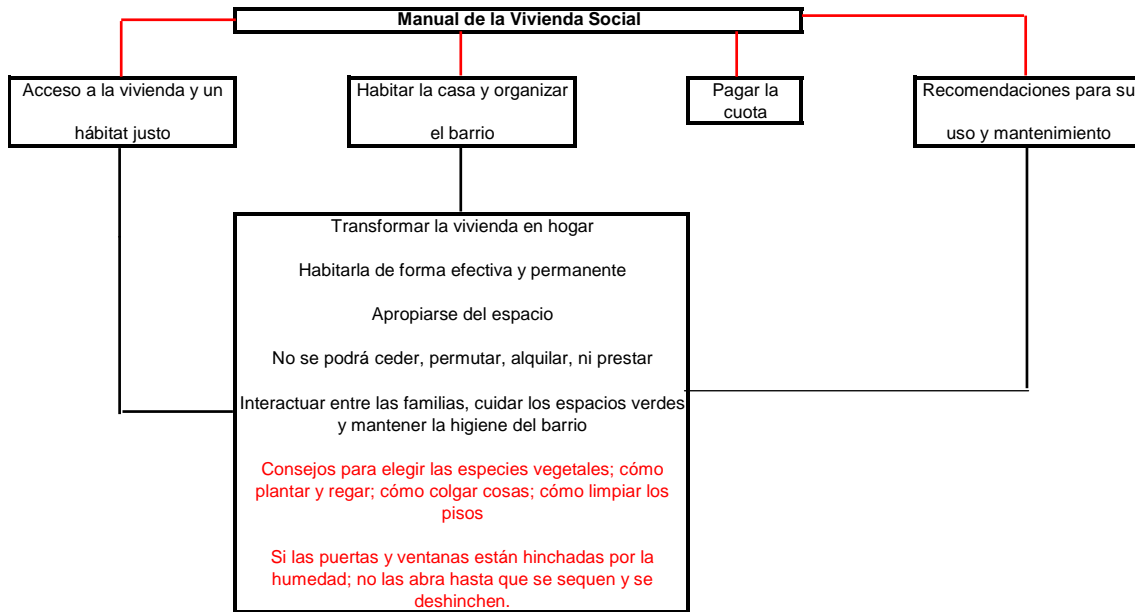 Manual de la Vivienda Social
Acceso a la vivienda y un
hábitat justo
Habitar la casa y organizar
el barrio
Pagar la
cuota
Recomendaciones para su
uso y mantenimiento
Transformar la vivienda en hogar
Habitarla de forma efectiva y permanente
Apropiarse del espacio
No se podrá ceder, permutar, alquilar, ni prestar
Interactuar entre las familias, cuidar los espacios verdes
y mantener la higiene del barrio
Consejos para elegir las especies vegetales; cómo
plantar y regar; cómo colgar cosas; cómo limpiar los
pisos
Si las puertas y ventanas están hinchadas por la
humedad; no las abra hasta que se sequen y se
deshinchen.